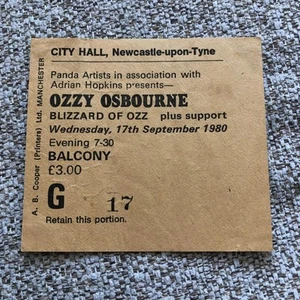 CITY HALL, Newcastle-upon-Tyne
Panda Artists in association with
Adrian Hopkins presents—
OZZY OSBOURNE
BLIZZARD OF OZZ plus support
Wednesday, 17th September 1980
Evening 7-30
BALCONY
£3.00
G 17
Retain this portion.
A. B. Cooper (Printers) Ltd. MANCHESTER